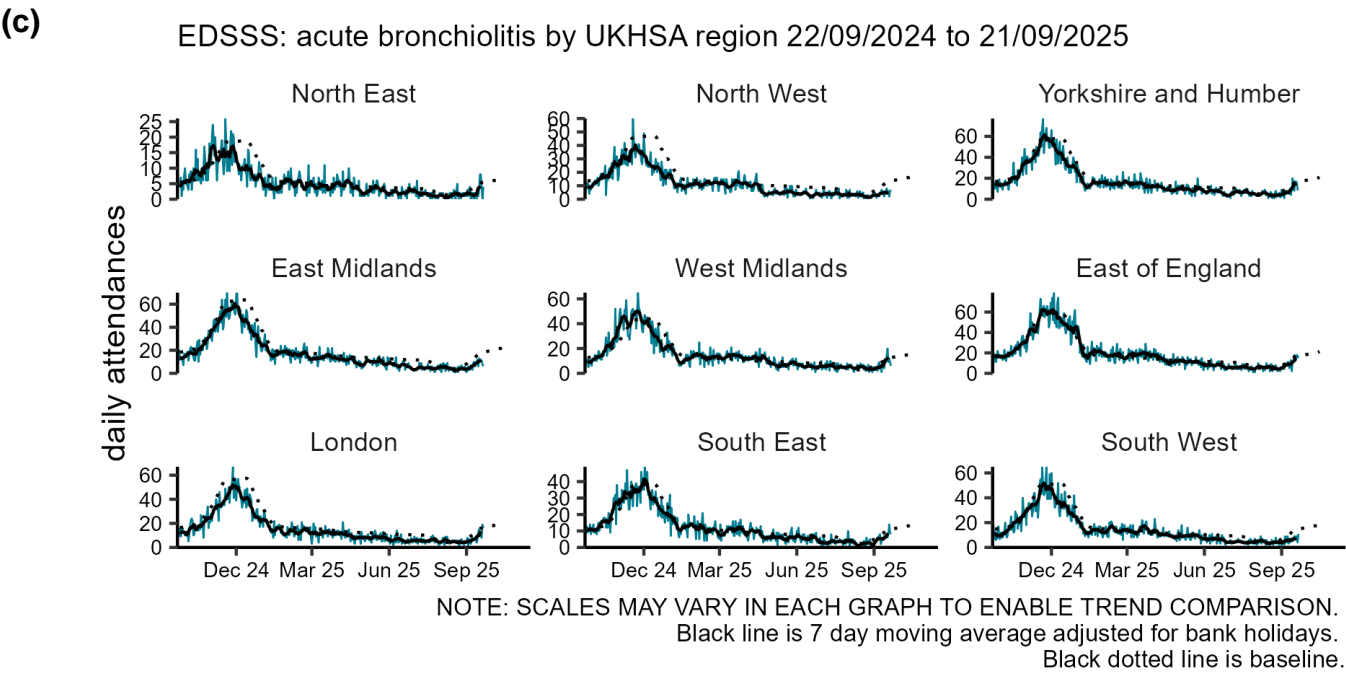 (c)
EDSSS: acute bronchiolitis by UKHSA region 22/09/2024 to 21/09/2025
daily attendances
North East
25
20
15
10
5
0
North West
60
50
40
30
20
10
0
Yorkshire and Humber
60
40
20
0
East Midlands
60
40
20
0
West Midlands
60
40
20
0
East of England
60
40
20
0
London
60
40
20
0
South East
40
30
20
10
0
South West
60
40
20
0
Dec 24 Mar 25 Jun 25 Sep 25
Dec 24 Mar 25 Jun 25 Sep 25
Dec 24 Mar 25 Jun 25 Sep 25
NOTE: SCALES MAY VARY IN EACH GRAPH TO ENABLE TREND COMPARISON.
Black line is 7 day moving average adjusted for bank holidays.
Black dotted line is baseline.